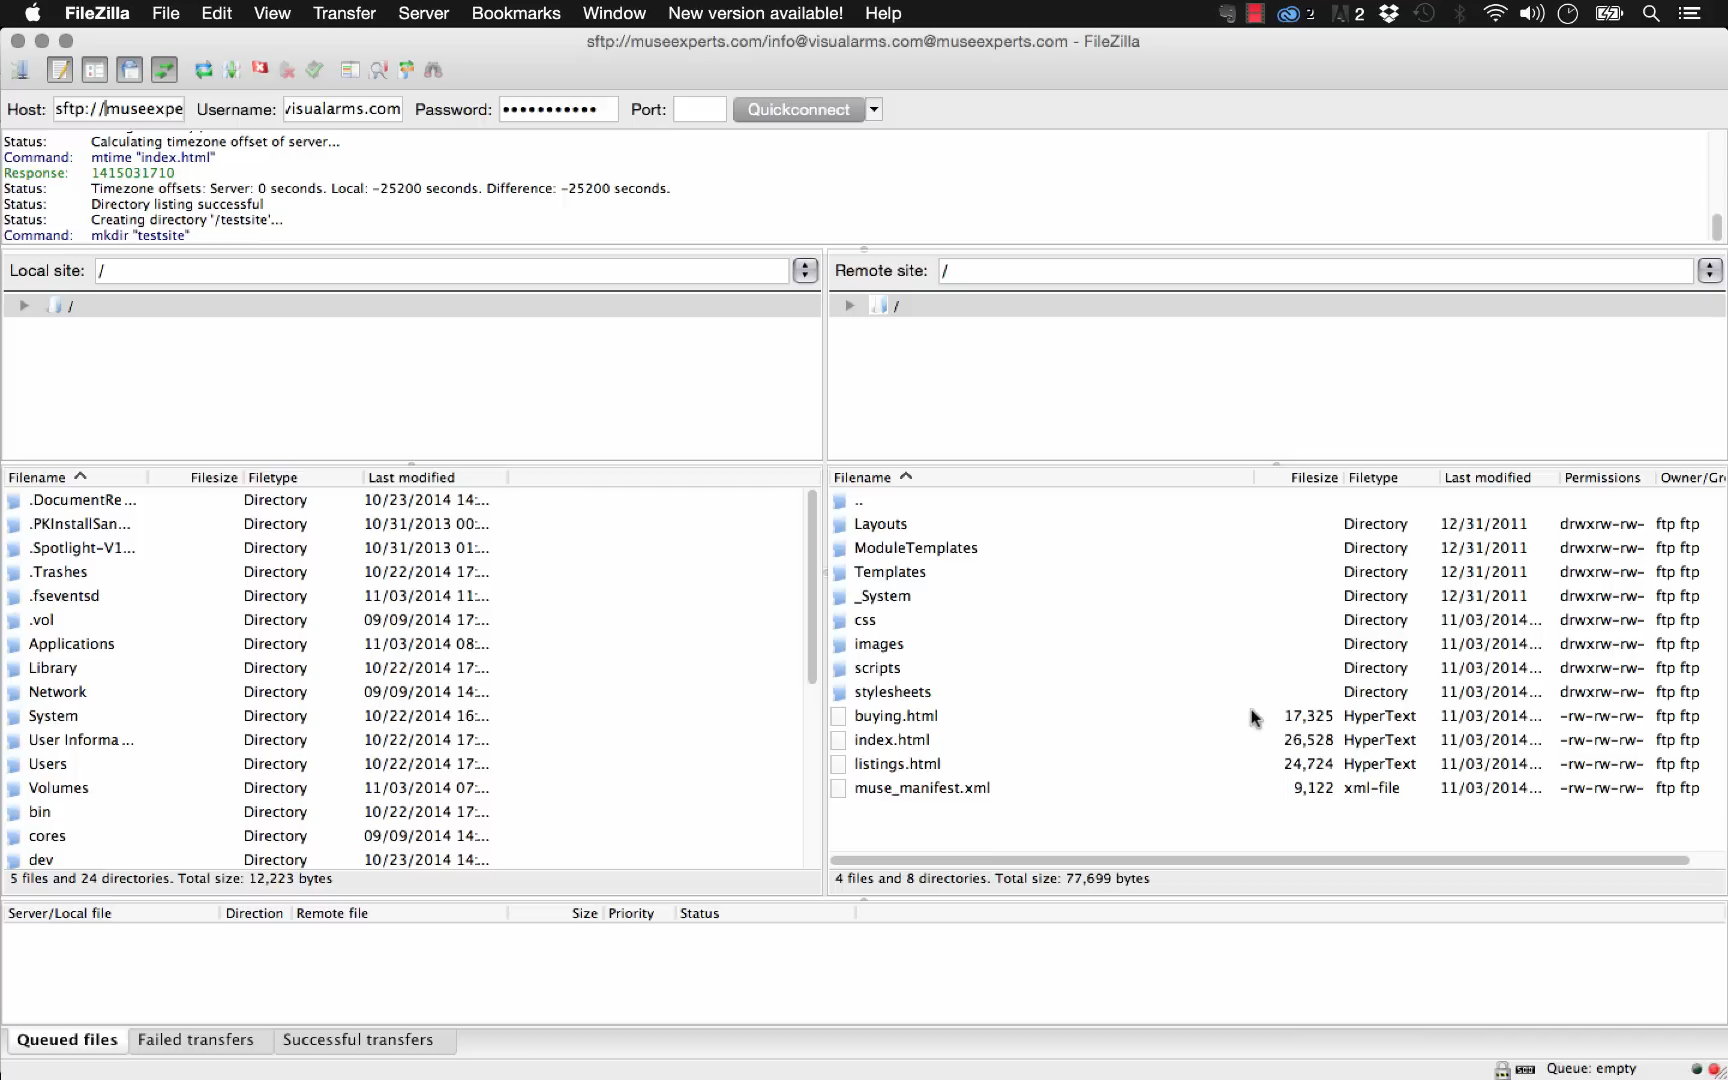 FileZilla File Edit View Transfer Server Bookmarks Window New version available! Help 2 2
sftp://museexperts.com/info@visualarms.com@museexperts.com - FileZilla
Host: sftp://museexpe Username: visualarms.com Password: ••••••••••• Port: Quickconnect
Status: Calculating timezone offset of server...
Command: mtime "index.html"
Response: 1415031710
Status: Timezone offsets: Server: 0 seconds. Local: -25200 seconds. Difference: -25200 seconds.
Status: Directory listing successful
Status: Creating directory '/testsite'...
Command: mkdir "testsite"
Local site: /
/
Filename Filesize Filetype Last modified
.DocumentRe... Directory 10/23/2014 14:...
.PKInstallSan... Directory 10/31/2013 00:...
.Spotlight-V1... Directory 10/31/2013 01:...
.Trashes Directory 10/22/2014 17:...
.fseventsd Directory 11/03/2014 11:...
.vol Directory 09/09/2014 17:...
Applications Directory 11/03/2014 08:...
Library Directory 10/22/2014 17:...
Network Directory 09/09/2014 14:...
System Directory 10/22/2014 16:...
User Informa... Directory 10/22/2014 17:...
Users Directory 10/22/2014 17:...
Volumes Directory 11/03/2014 07:...
bin Directory 10/22/2014 17:...
cores Directory 09/09/2014 14:...
dev Directory 10/23/2014 14:...
5 files and 24 directories. Total size: 12,223 bytes
Remote site: /
/
Filename Filesize Filetype Last modified Permissions Owner/Gr
..
Layouts Directory 12/31/2011 drwxrw-rw- ftp ftp
ModuleTemplates Directory 12/31/2011 drwxrw-rw- ftp ftp
Templates Directory 12/31/2011 drwxrw-rw- ftp ftp
_System Directory 12/31/2011 drwxrw-rw- ftp ftp
css Directory 11/03/2014... drwxrw-rw- ftp ftp
images Directory 11/03/2014... drwxrw-rw- ftp ftp
scripts Directory 11/03/2014... drwxrw-rw- ftp ftp
stylesheets Directory 11/03/2014... drwxrw-rw- ftp ftp
buying.html 17,325 HyperText 11/03/2014... -rw-rw-rw- ftp ftp
index.html 26,528 HyperText 11/03/2014... -rw-rw-rw- ftp ftp
listings.html 24,724 HyperText 11/03/2014... -rw-rw-rw- ftp ftp
muse_manifest.xml 9,122 xml-file 11/03/2014... -rw-rw-rw- ftp ftp
4 files and 8 directories. Total size: 77,699 bytes
Server/Local file Direction Remote file Size Priority Status
Queued files Failed transfers Successful transfers
Queue: empty